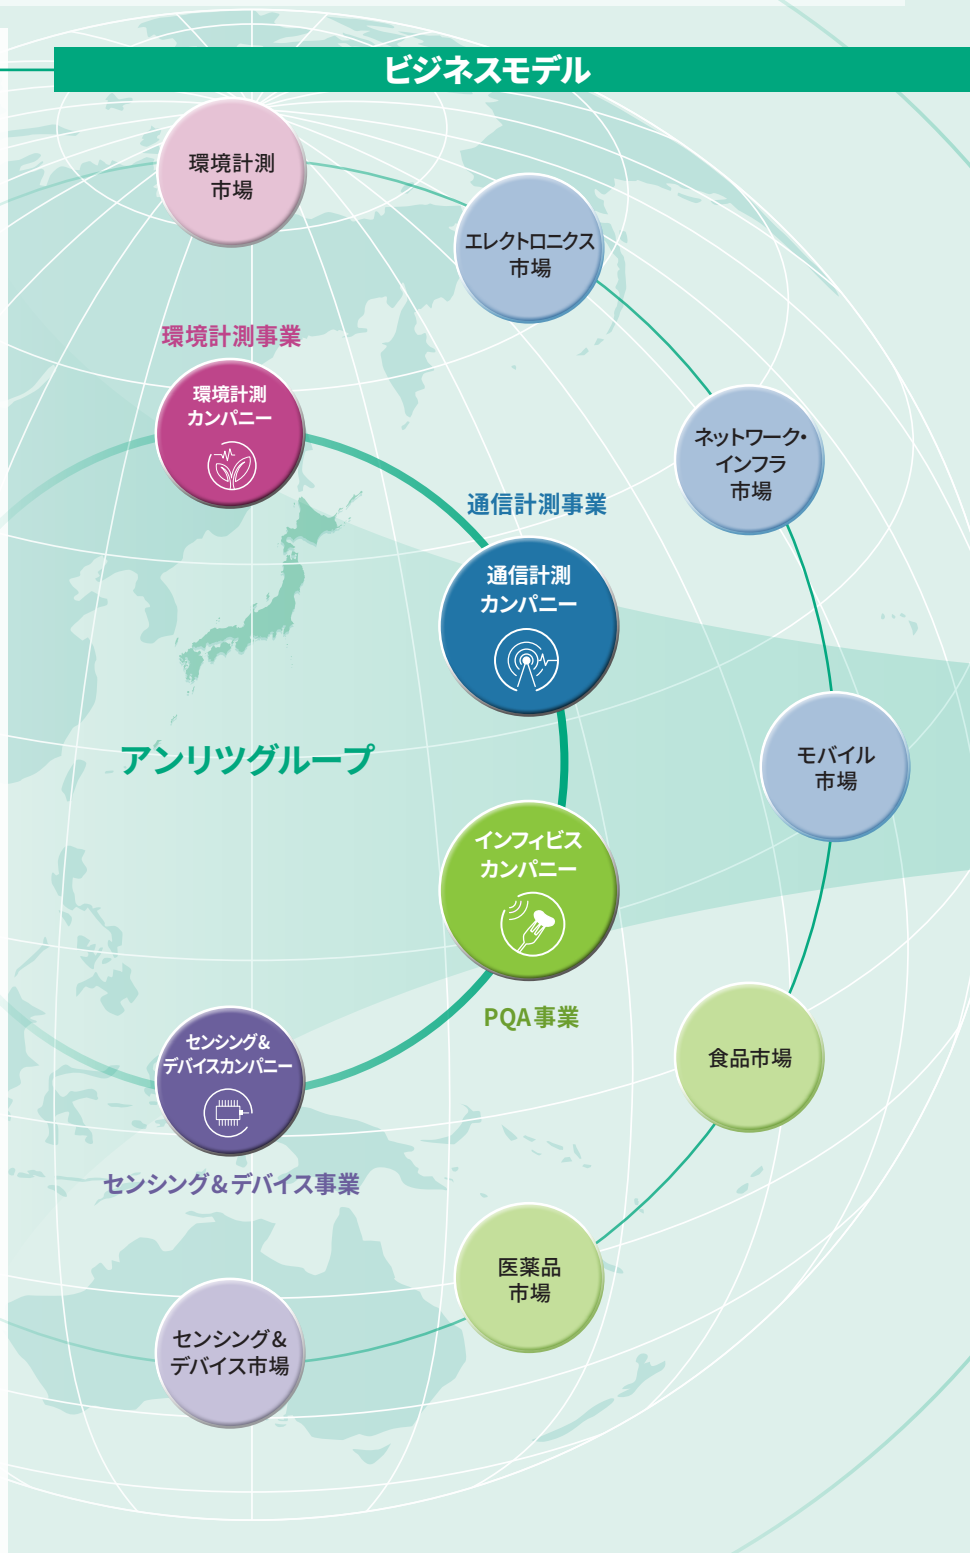 ビジネスモデル
環境計測
市場
エレクトロニクス
市場
環境計測事業
環境計測
カンパニー
ネットワーク・
インフラ
市場
通信計測事業
通信計測
カンパニー
アンリツグループ
モバイル
市場
インフィビス
カンパニー
PQA事業
センシング&
デバイスカンパニー
食品市場
センシング&デバイス事業
医薬品
市場
センシング&
デバイス市場